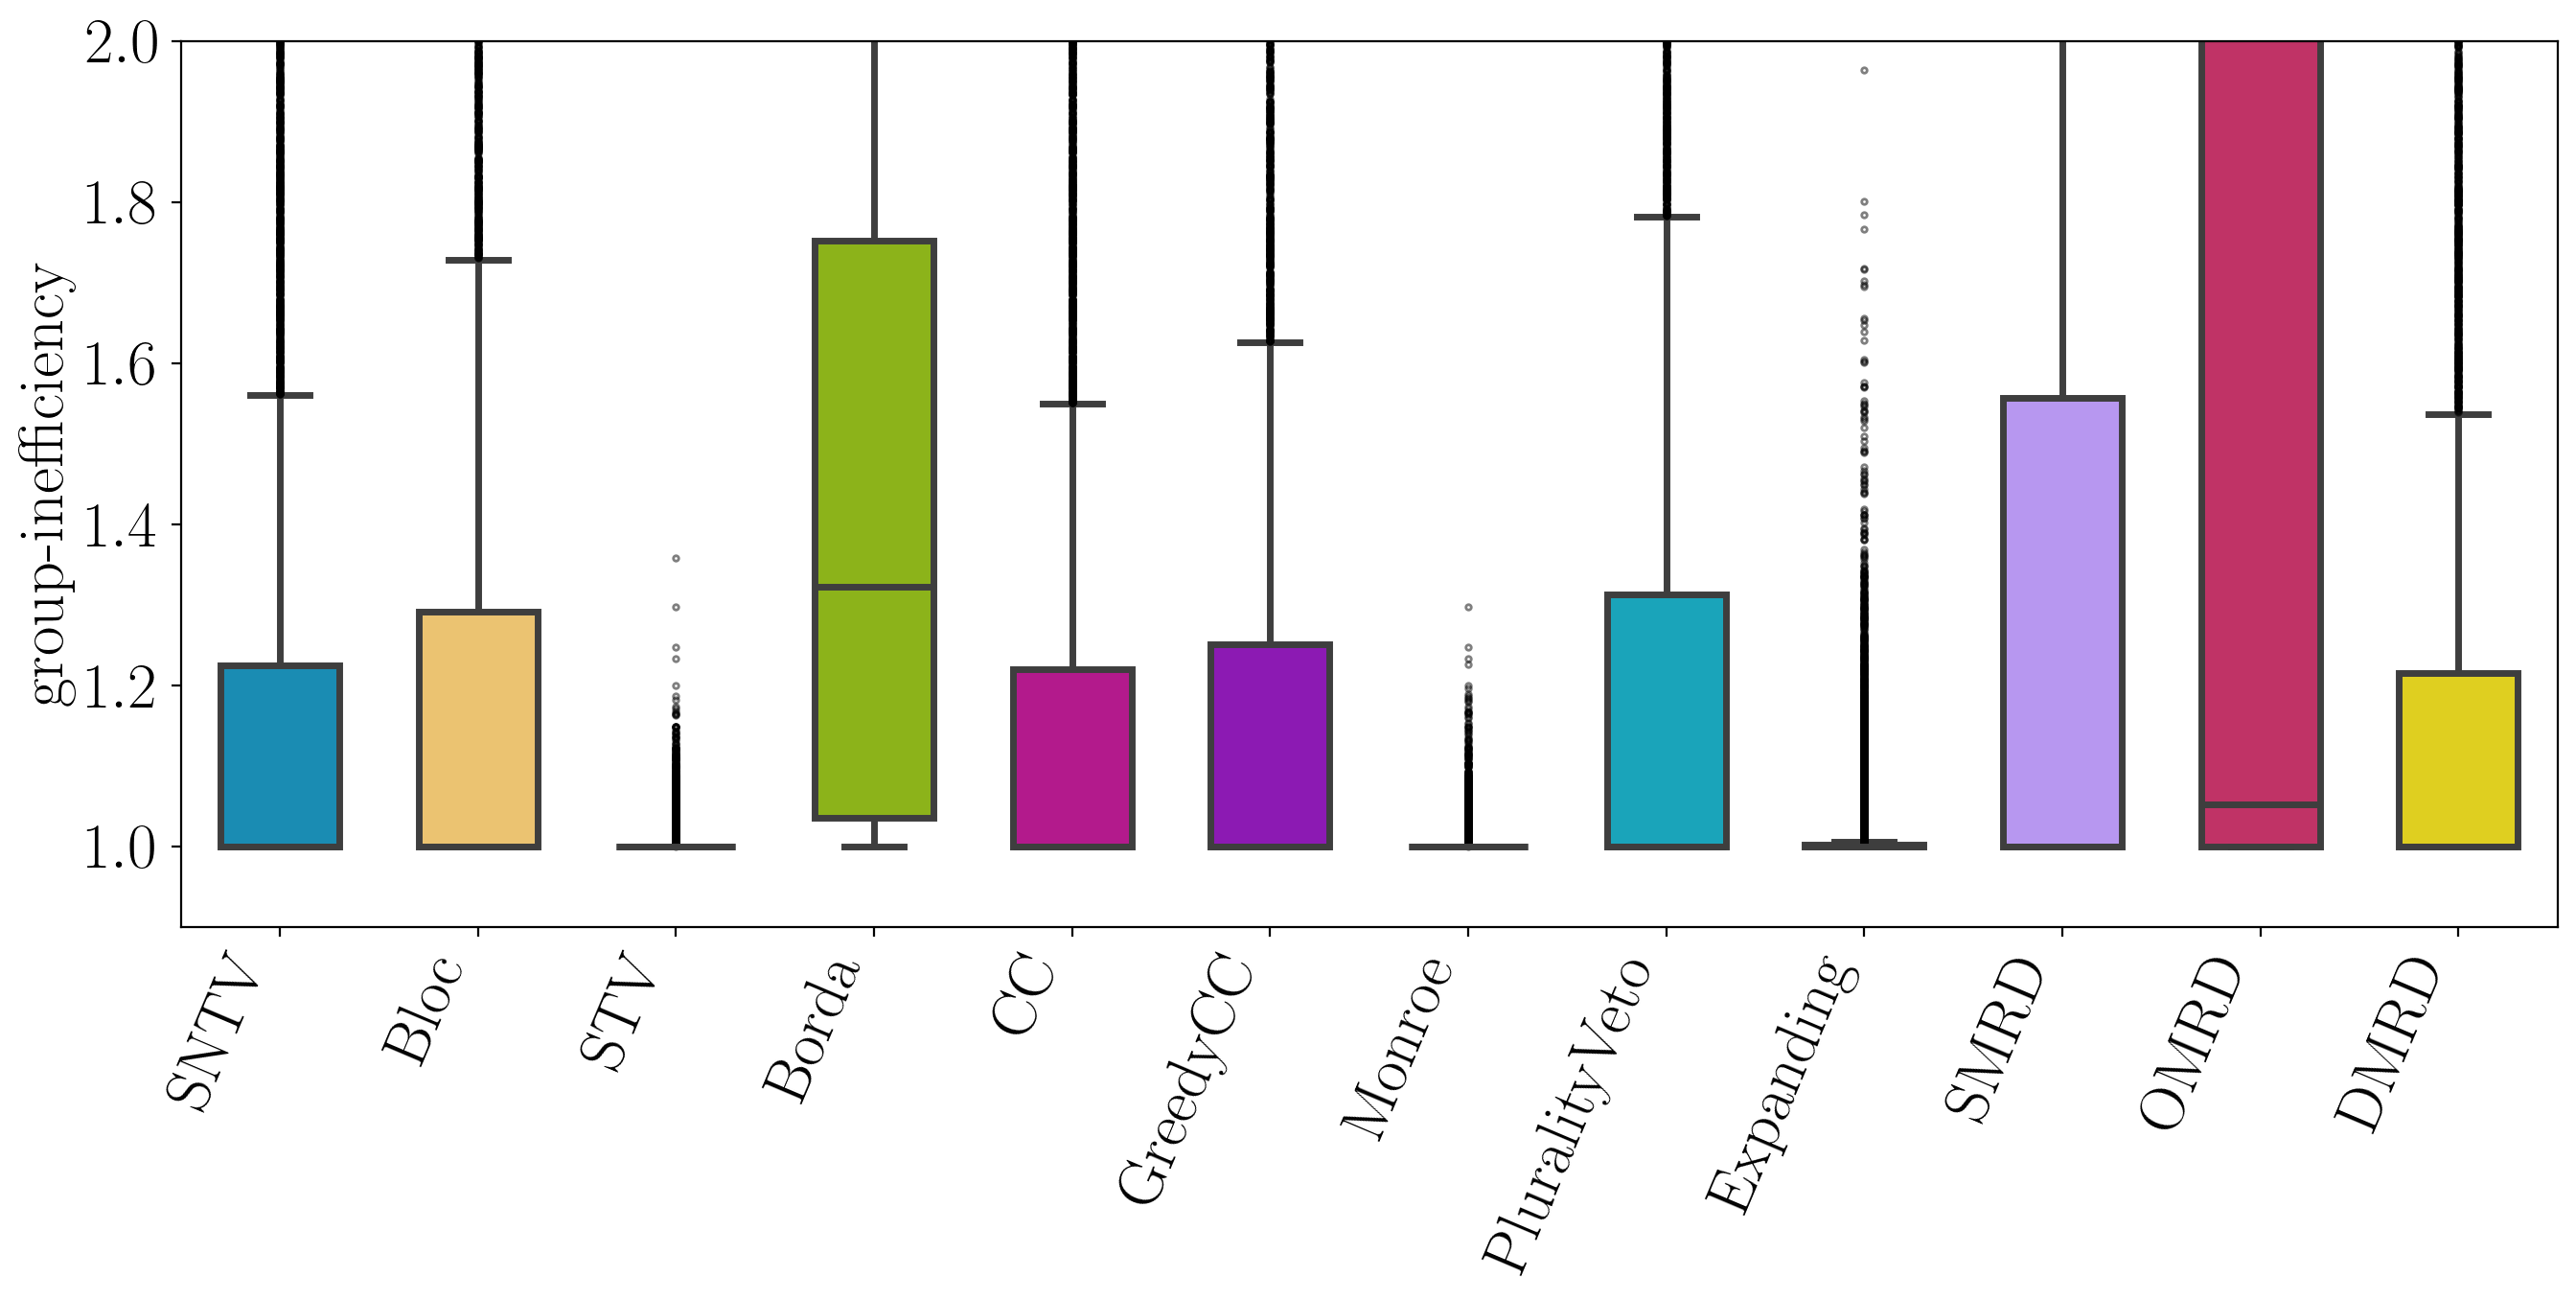 group-inefficiency
2.0
1.8
1.6
1.4
1.2
1.0
SNTV
Bloc
STV
Borda
CC
GreedyCC
Monroe
PluralityVeto
Expanding
SMRD
OMRD
DMRD